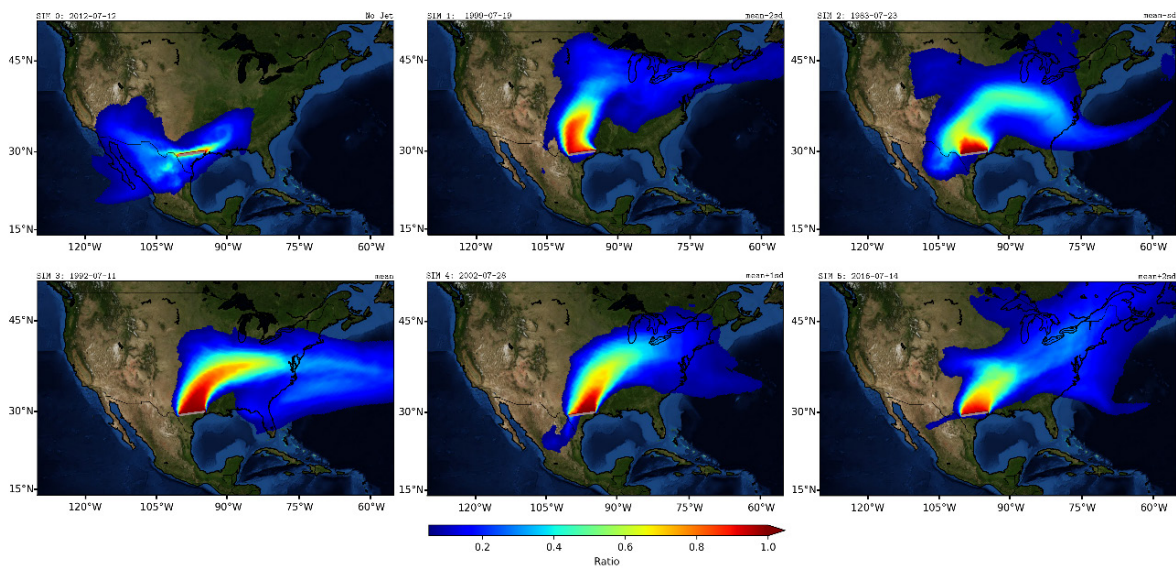 SIM 0: 2012-07-12 No Jet
SIM 1: 1999-07-19 mean-2sd
SIM 2: 1983-07-23 mean-sd
45°N 45°N 45°N
30°N 30°N 30°N
15°N 15°N 15°N
120°W 105°W 90°W 75°W 60°W
120°W 105°W 90°W 75°W 60°W
120°W 105°W 90°W 75°W 60°W
SIM 3: 1992-07-11 mean
SIM 4: 2002-07-26 mean+1sd
SIM 5: 2016-07-14 mean+2sd
45°N 45°N 45°N
30°N 30°N 30°N
15°N 15°N 15°N
120°W 105°W 90°W 75°W 60°W
120°W 105°W 90°W 75°W 60°W
120°W 105°W 90°W 75°W 60°W
0.2 0.4 0.6 0.8 1.0
Ratio